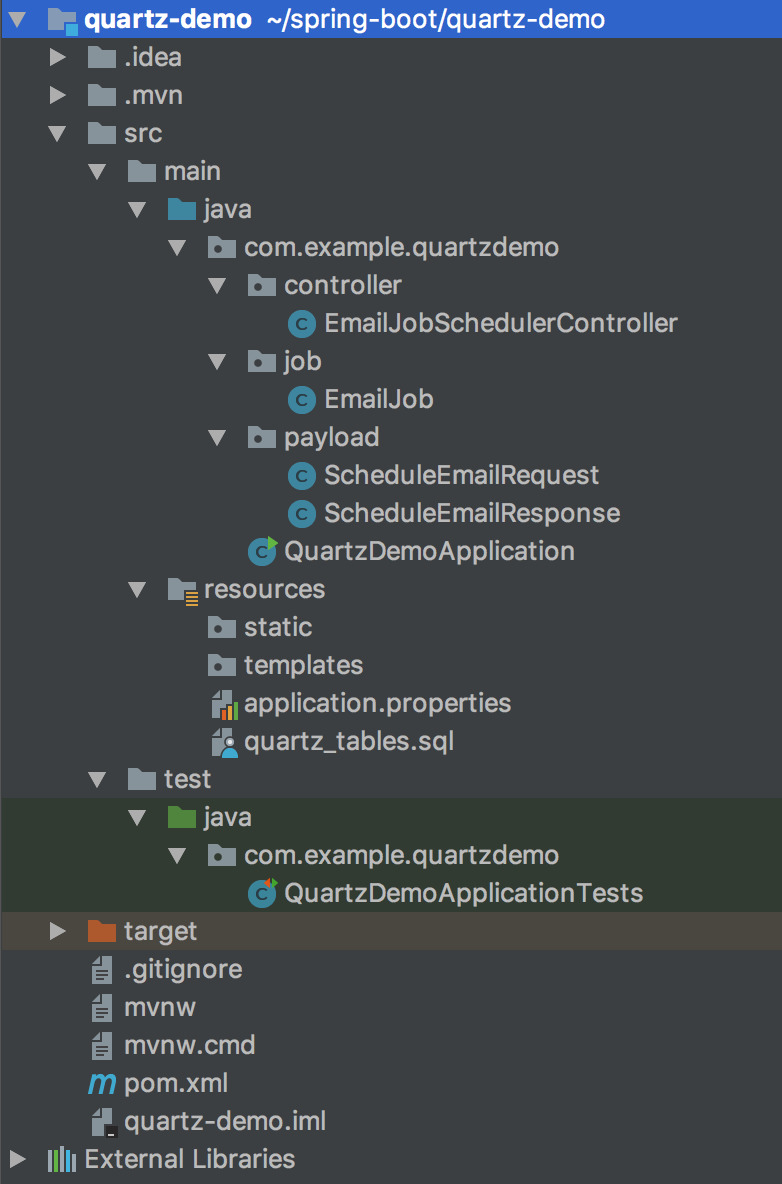 quartz-demo ~/spring-boot/quartz-demo
.idea
.mvn
src
main
java
com.example.quartzdemo
controller
EmailJobSchedulerController
job
EmailJob
payload
ScheduleEmailRequest
ScheduleEmailResponse
QuartzDemoApplication
resources
static
templates
application.properties
quartz_tables.sql
test
java
com.example.quartzdemo
QuartzDemoApplicationTests
target
.gitignore
mvnw
mvnw.cmd
pom.xml
quartz-demo.iml
External Libraries